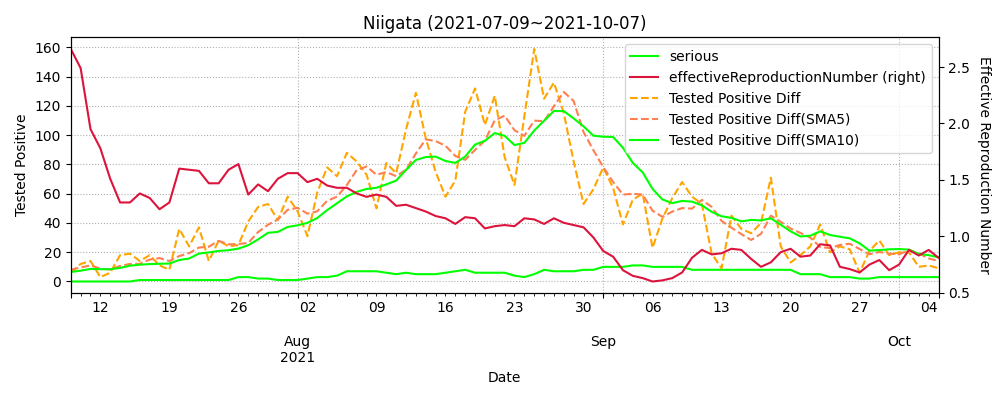 Niigata (2021-07-09~2021-10-07)
160
140
120
100
80
60
40
20
0
Tested Positive
2.5
2.0
1.5
1.0
0.5
Effective Reproduction Number
serious
effectiveReproductionNumber (right)
Tested Positive Diff
Tested Positive Diff(SMA5)
Tested Positive Diff(SMA10)
12 19 26 02 09 16 23 30 06 13 20 27 04
Aug Sep Oct
2021
Date